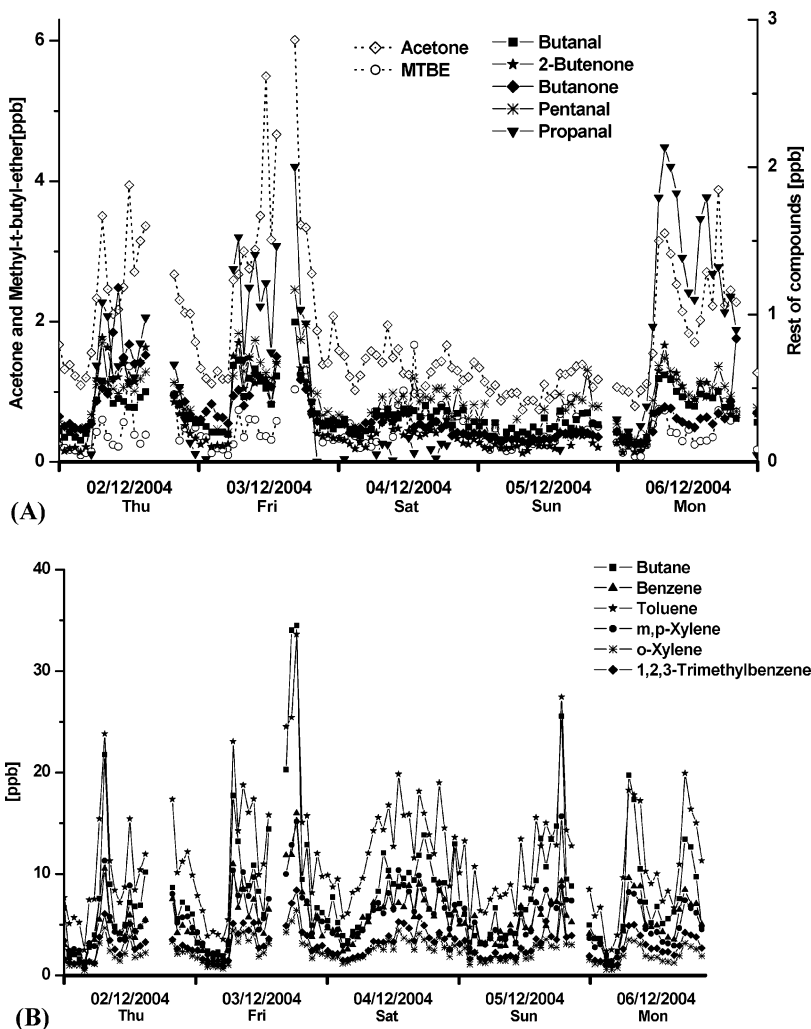 Acetone and Methyl-t-butyl-ether[ppb]
6
4
2
0
Acetone
MTBE
Butanal
2-Butenone
Butanone
Pentanal
Propanal
3
2
1
0
Rest of compounds [ppb]
02/12/2004
Thu
03/12/2004
Fri
04/12/2004
Sat
05/12/2004
Sun
06/12/2004
Mon
(A)
[ppb]
40
30
20
10
0
Butane
Benzene
Toluene
m,p-Xylene
o-Xylene
1,2,3-Trimethylbenzene
02/12/2004
Thu
03/12/2004
Fri
04/12/2004
Sat
05/12/2004
Sun
06/12/2004
Mon
(B)